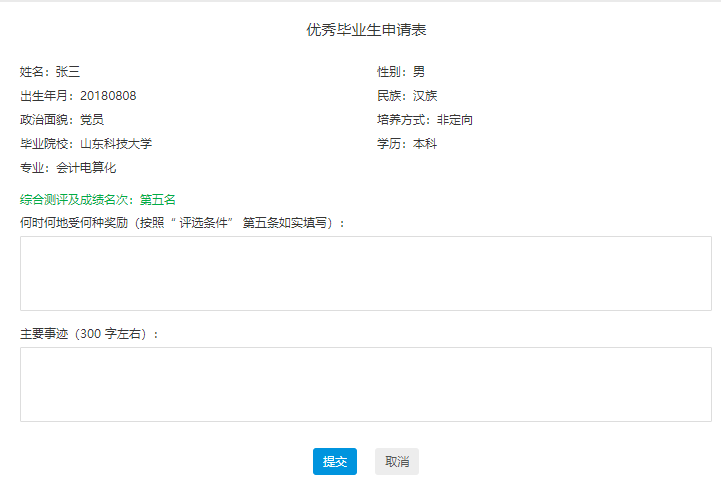 优秀毕业生申请表
姓名：张三 性别：男
出生年月：20180808 民族：汉族
政治面貌：党员 培养方式：非定向
毕业院校：山东科技大学 学历：本科
专业：会计电算化
综合测评及成绩名次：第五名
何时何地受何种奖励（按照“ 评选条件” 第五条如实填写）：
主要事迹（300 字左右）：
提交 取消